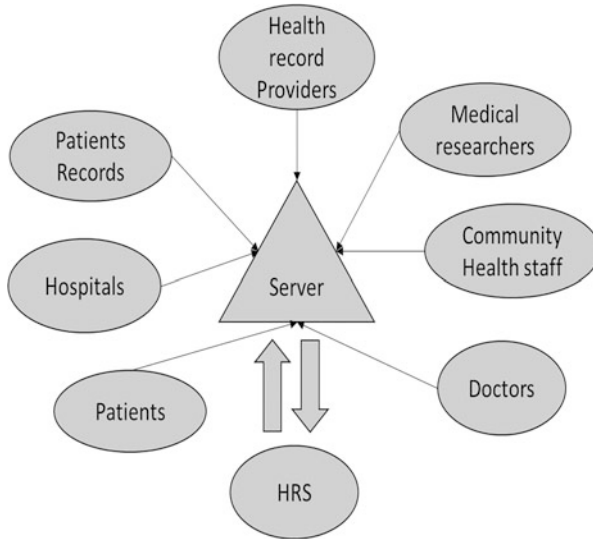 Health
record
Providers
Patients
Records
Medical
researchers
Community
Health staff
Hospitals
Server
Patients
Doctors
HRS